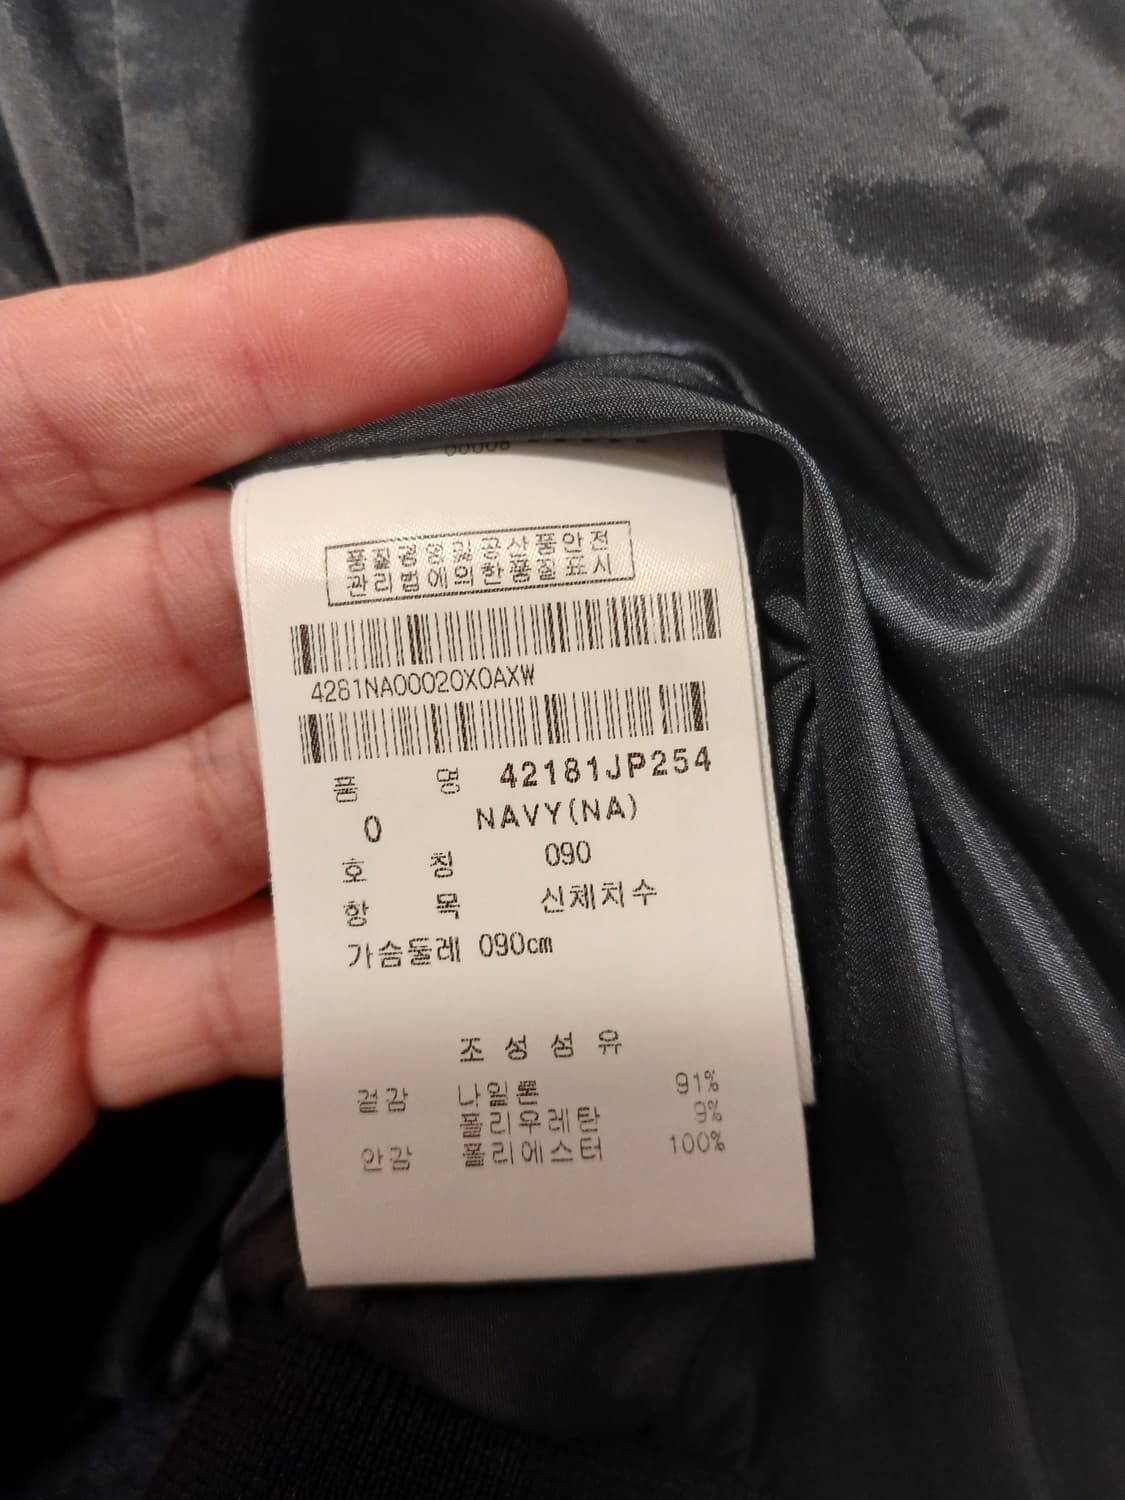 00008
품질경영및공산품안전
관리법에의한품질표시
4281NA00020X0AXW
품 명 42181JP254
0 NAVY(NA)
호 칭 090
항 목 신체치수
가슴둘레 090cm
조성섬유
겉감 나일론 91%
폴리우레탄 9%
안감 폴리에스터 100%